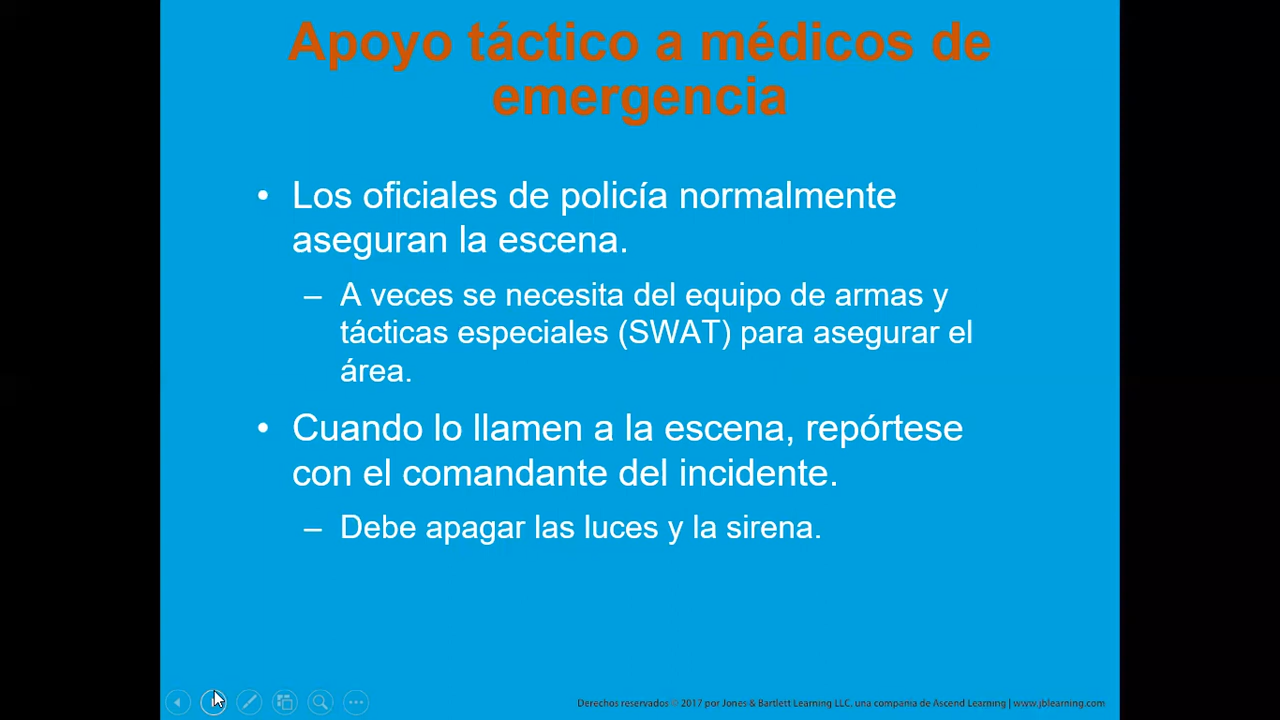 Apoyo táctico a médicos de
emergencia
• Los oficiales de policía normalmente
aseguran la escena.
– A veces se necesita del equipo de armas y
tácticas especiales (SWAT) para asegurar el
área.
• Cuando lo llamen a la escena, repórtese
con el comandante del incidente.
– Debe apagar las luces y la sirena.
Derechos reservados © 2017 por Jones & Bartlett Learning LLC. una compania de Ascend Learning | www.jblearning.com